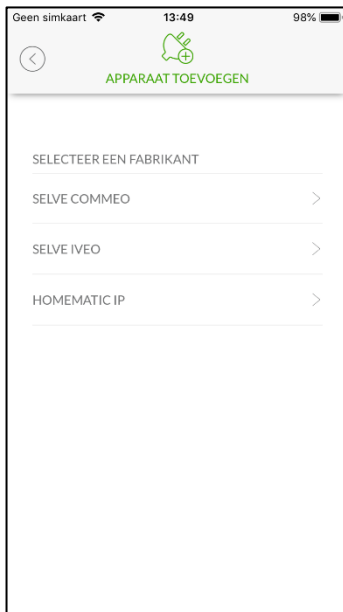 Geen simkaart 13:49 98%
APPARAAT TOEVOEGEN
SELECTEER EEN FABRIKANT
SELVE COMMEO
SELVE IVEO
HOMEMATIC IP